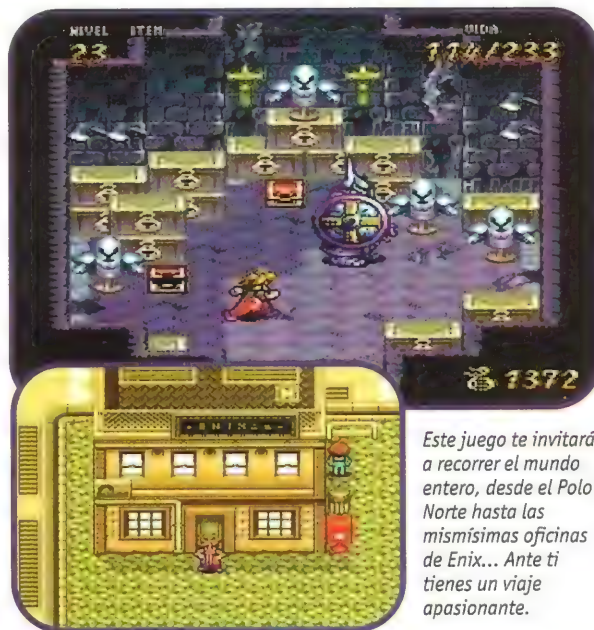 NIVEL ITEM VIDA
23 114/233
1372
ENIX
Este juego te invitará
a recorrer el mundo
entero, desde el Polo
Norte hasta las
mismísimas oficinas
de Enix... Ante ti
tienes un viaje
apasionante.